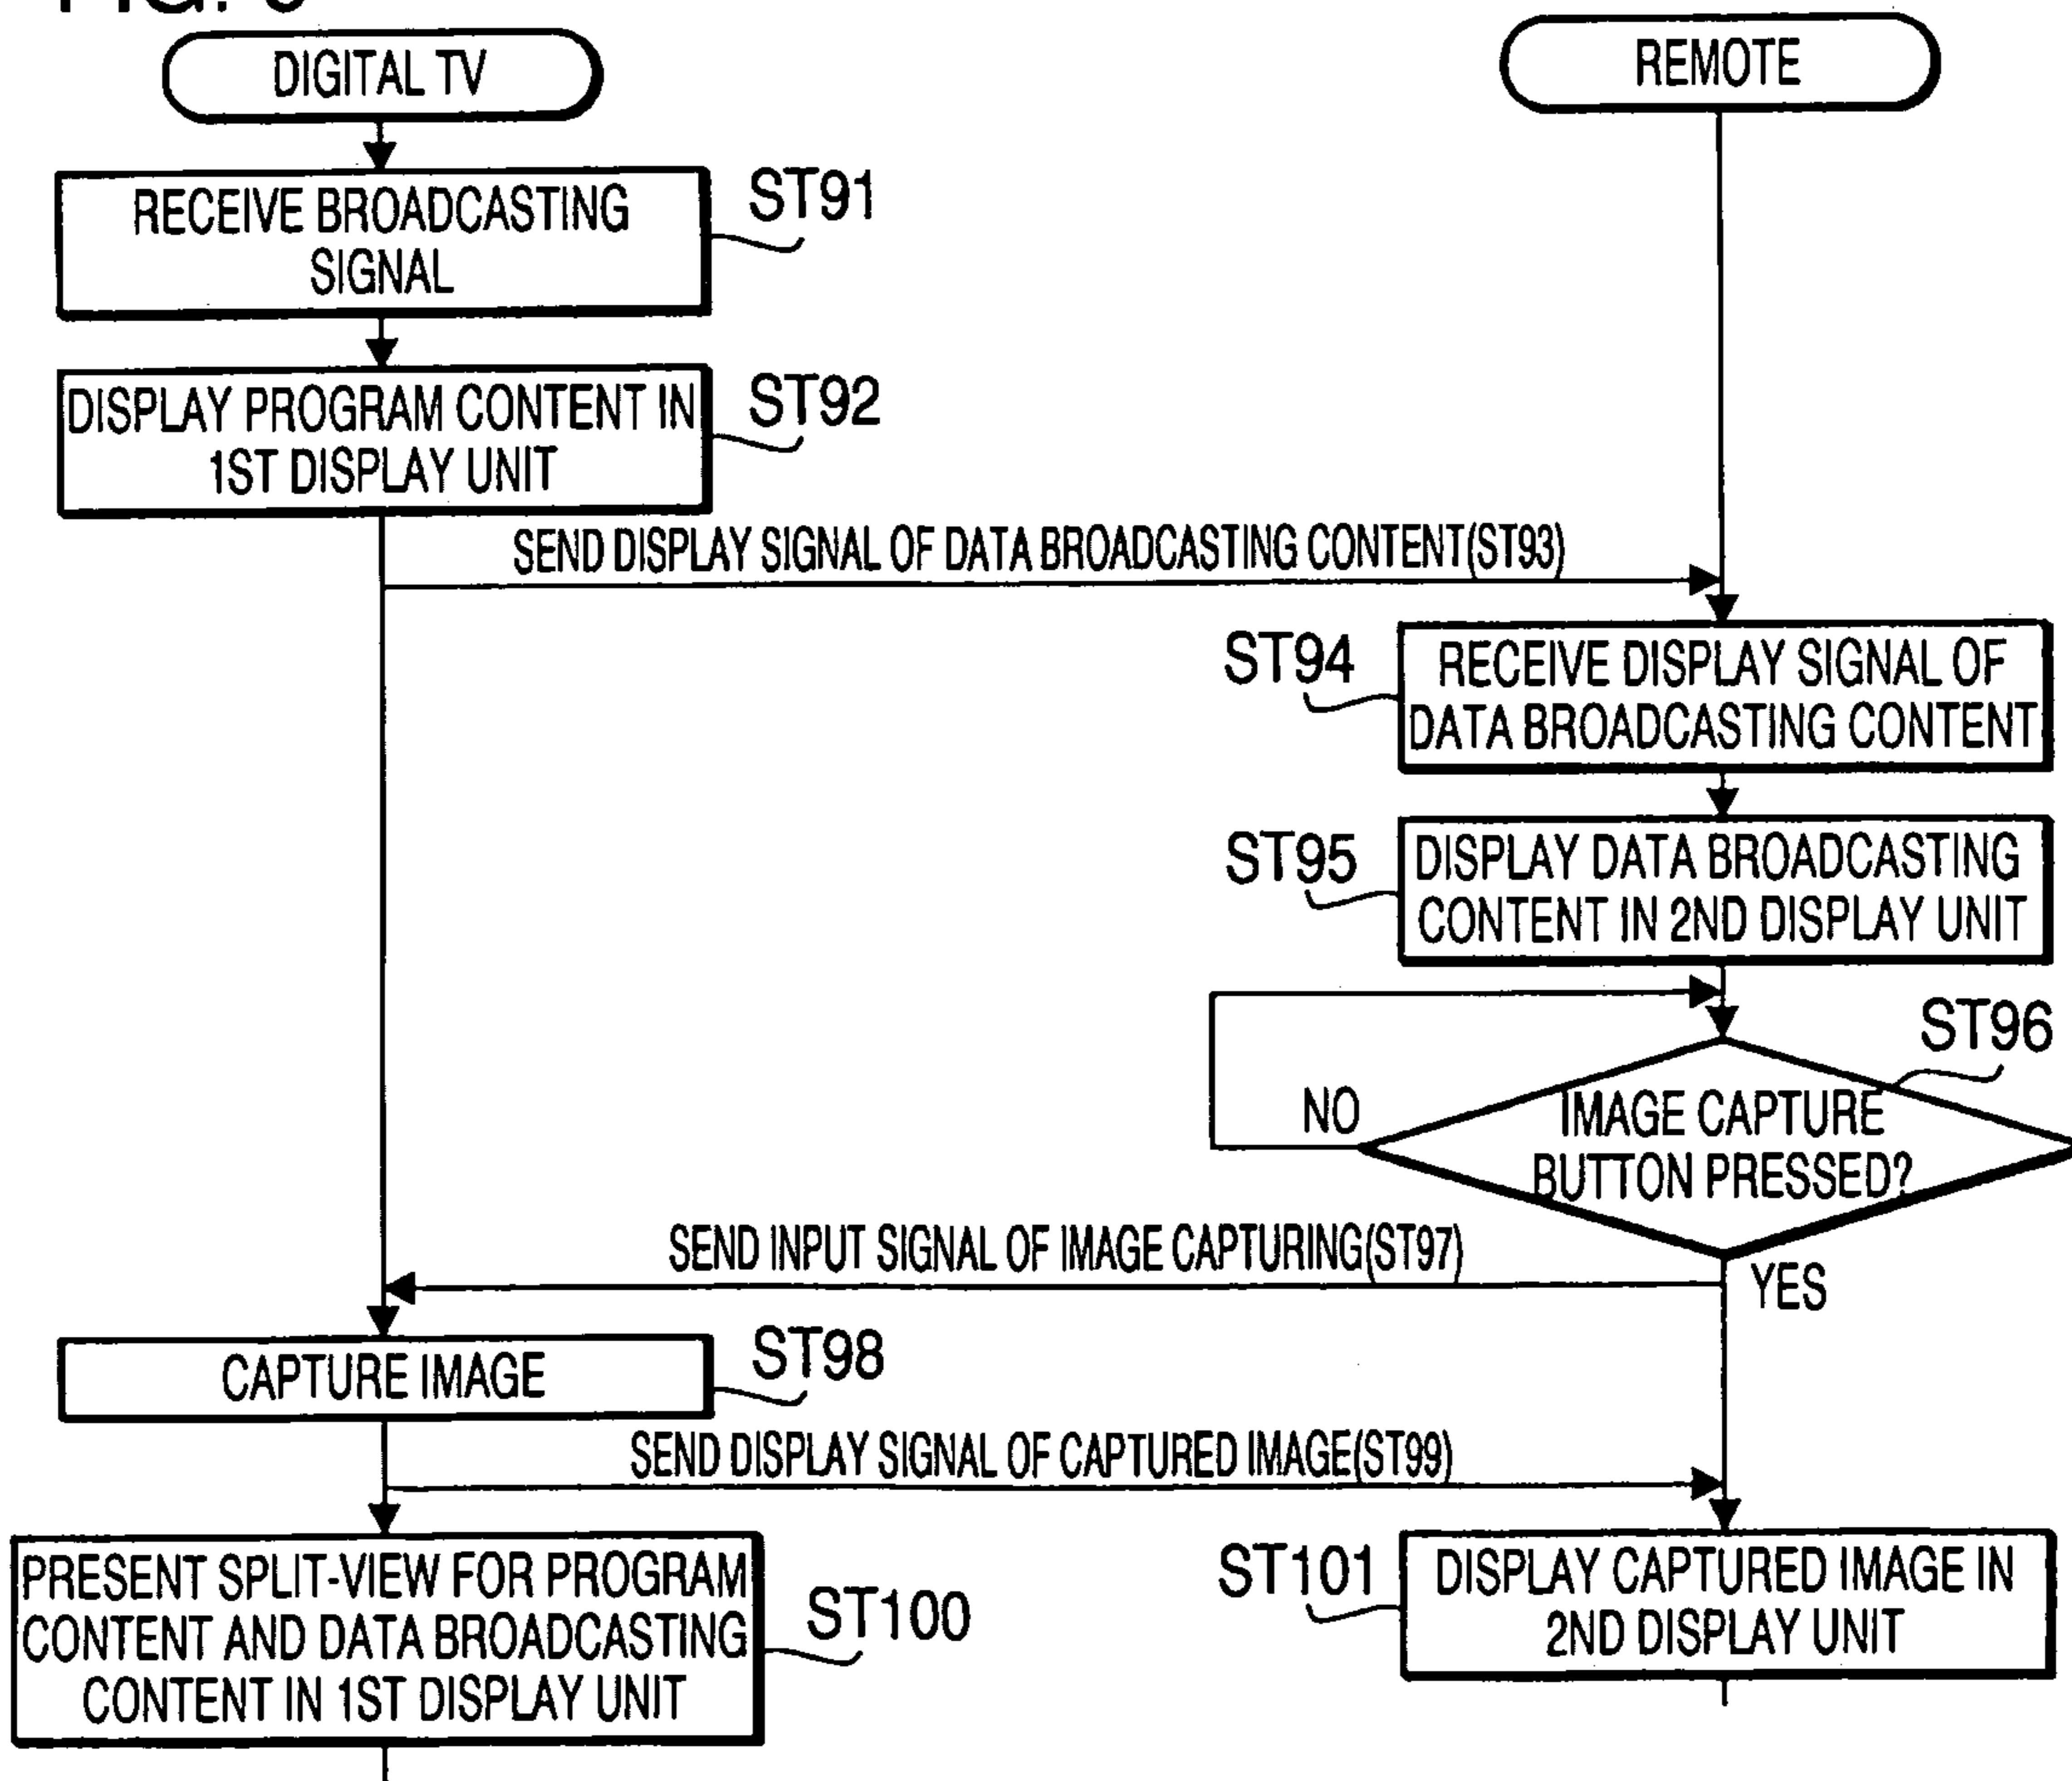 DIGITAL TV
REMOTE
RECEIVE BROADCASTING
SIGNAL
ST91
DISPLAY PROGRAM CONTENT IN
1ST DISPLAY UNIT
ST92
SEND DISPLAY SIGNAL OF DATA BROADCASTING CONTENT(ST93)
ST94
RECEIVE DISPLAY SIGNAL OF
DATA BROADCASTING CONTENT
ST95
DISPLAY DATA BROADCASTING
CONTENT IN 2ND DISPLAY UNIT
ST96
NO
IMAGE CAPTURE
BUTTON PRESSED?
SEND INPUT SIGNAL OF IMAGE CAPTURING(ST97)
YES
CAPTURE IMAGE
ST98
SEND DISPLAY SIGNAL OF CAPTURED IMAGE(ST99)
PRESENT SPLIT-VIEW FOR PROGRAM
CONTENT AND DATA BROADCASTING
CONTENT IN 1ST DISPLAY UNIT
ST100
ST101
DISPLAY CAPTURED IMAGE IN
2ND DISPLAY UNIT